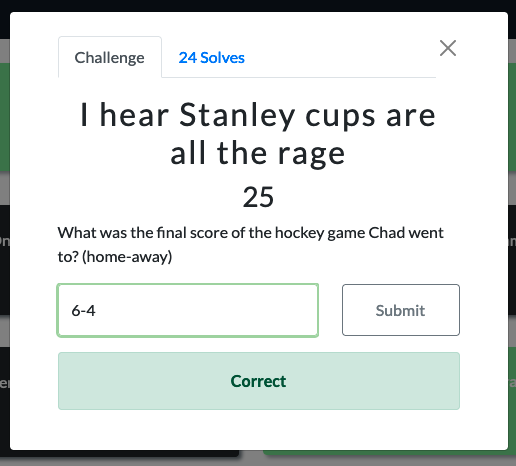 Challenge
24 Solves
I hear Stanley cups are
all the rage
25
What was the final score of the hockey game Chad went
to? (home-away)
6-4
Submit
Correct